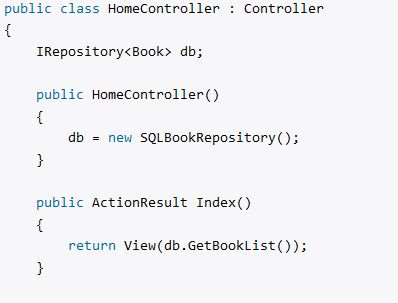 public class HomeController : Controller
{
    IRepository<Book> db;
    public HomeController()
    {
        db = new SQLBookRepository();
    }
    public ActionResult Index()
    {
        return View(db.GetBookList());
    }